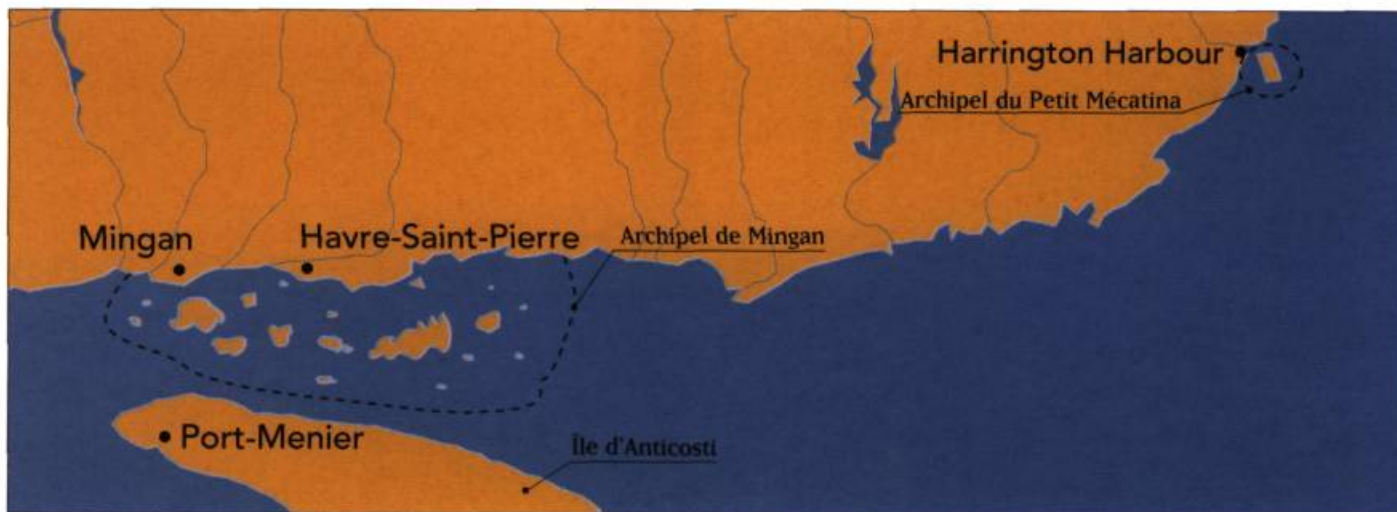 Harrington Harbour
Archipel du Petit Mécatina
Mingan
Havre-Saint-Pierre
Archipel de Mingan
Port-Menier
Île d'Anticosti